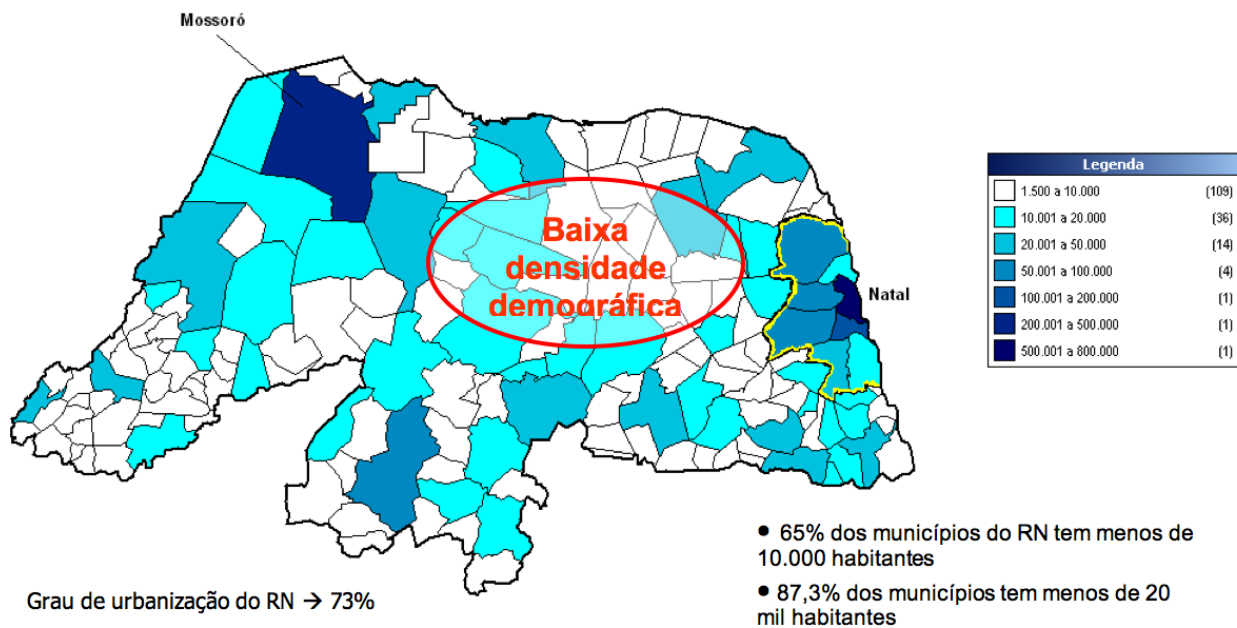 Mossoró
Baixa
densidade
demográfica
Natal
Legenda
1.500 a 10.000 (109)
10.001 a 20.000 (36)
20.001 a 50.000 (14)
50.001 a 100.000 (4)
100.001 a 200.000 (1)
200.001 a 500.000 (1)
500.001 a 800.000 (1)
Grau de urbanização do RN → 73%
• 65% dos municípios do RN tem menos de
10.000 habitantes
• 87,3% dos municípios tem menos de 20
mil habitantes